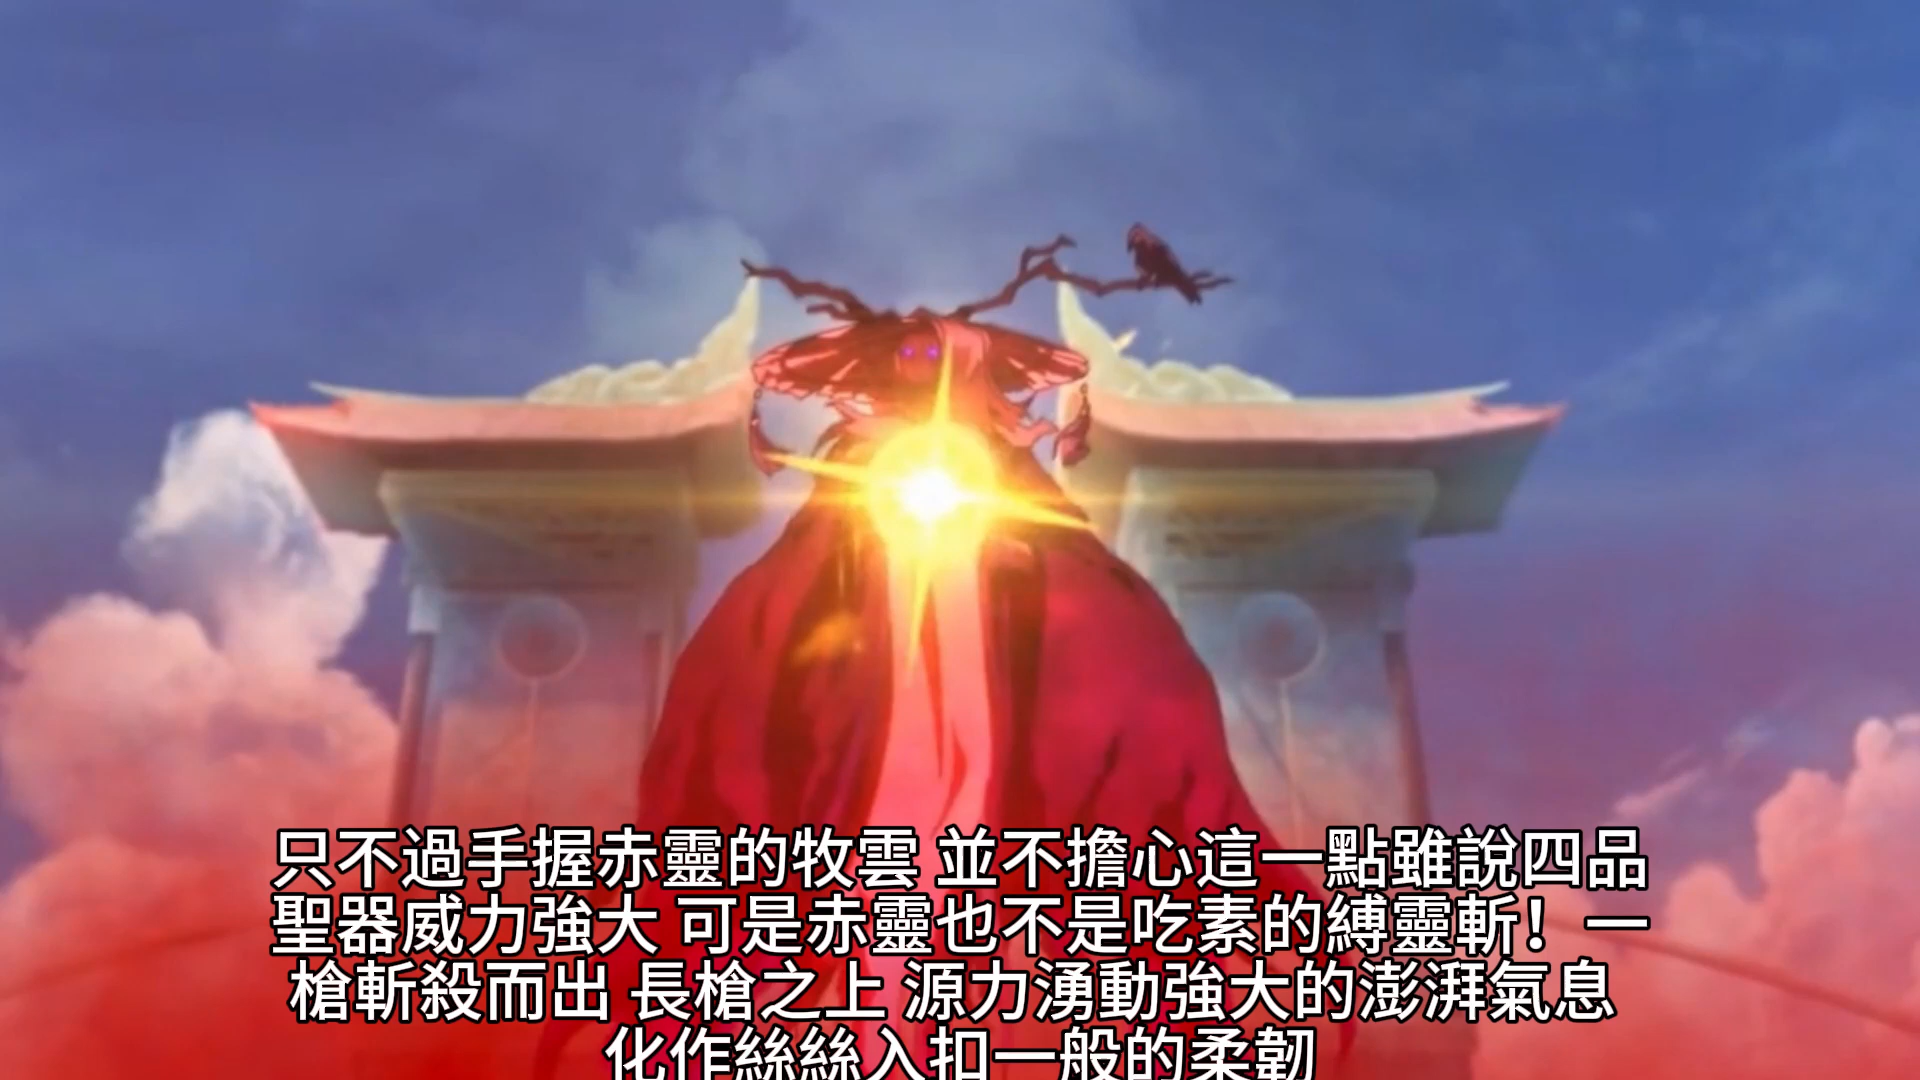 只不過手握赤靈的牧雲 並不擔心這一點雖說四品
聖器威力強大 可是赤靈也不是吃素的縛靈斬！一
槍斬殺而出 長槍之上 源力湧動強大的澎湃氣息
化作絲絲入扣一般的柔韌